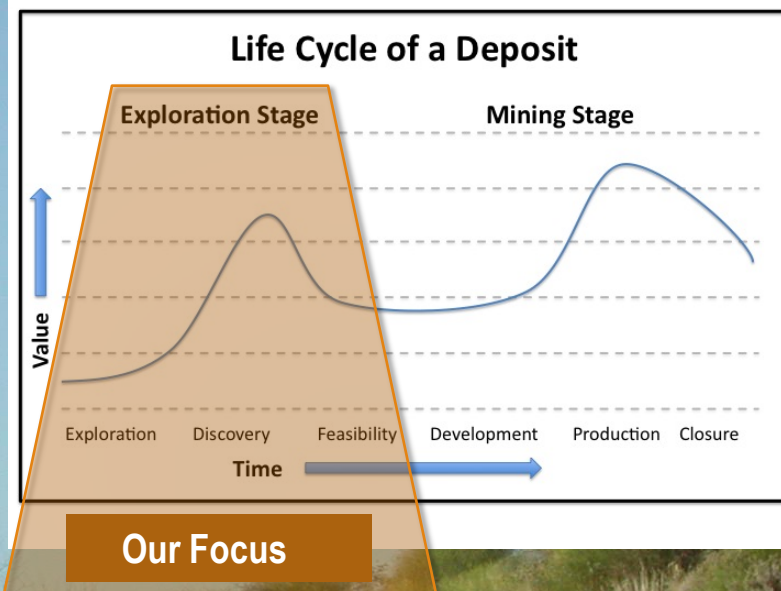 Life Cycle of a Deposit
Exploration Stage Mining Stage
Value
Exploration Discovery Feasibility Development Production Closure
Time
Our Focus